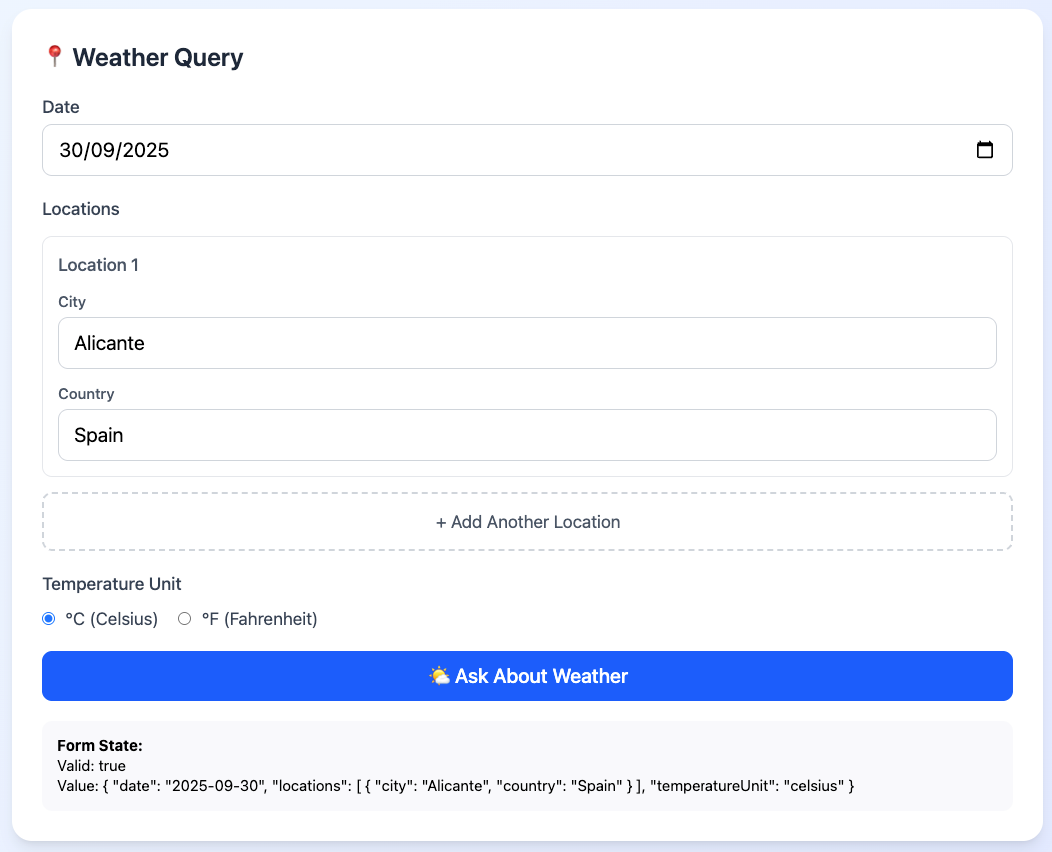 📍 Weather Query
Date
30/09/2025
Locations
Location 1
City
Alicante
Country
Spain
+ Add Another Location
Temperature Unit
°C (Celsius) °F (Fahrenheit)
🌤️ Ask About Weather
Form State:
Valid: true
Value: { "date": "2025-09-30", "locations": [ { "city": "Alicante", "country": "Spain" } ], "temperatureUnit": "celsius" }